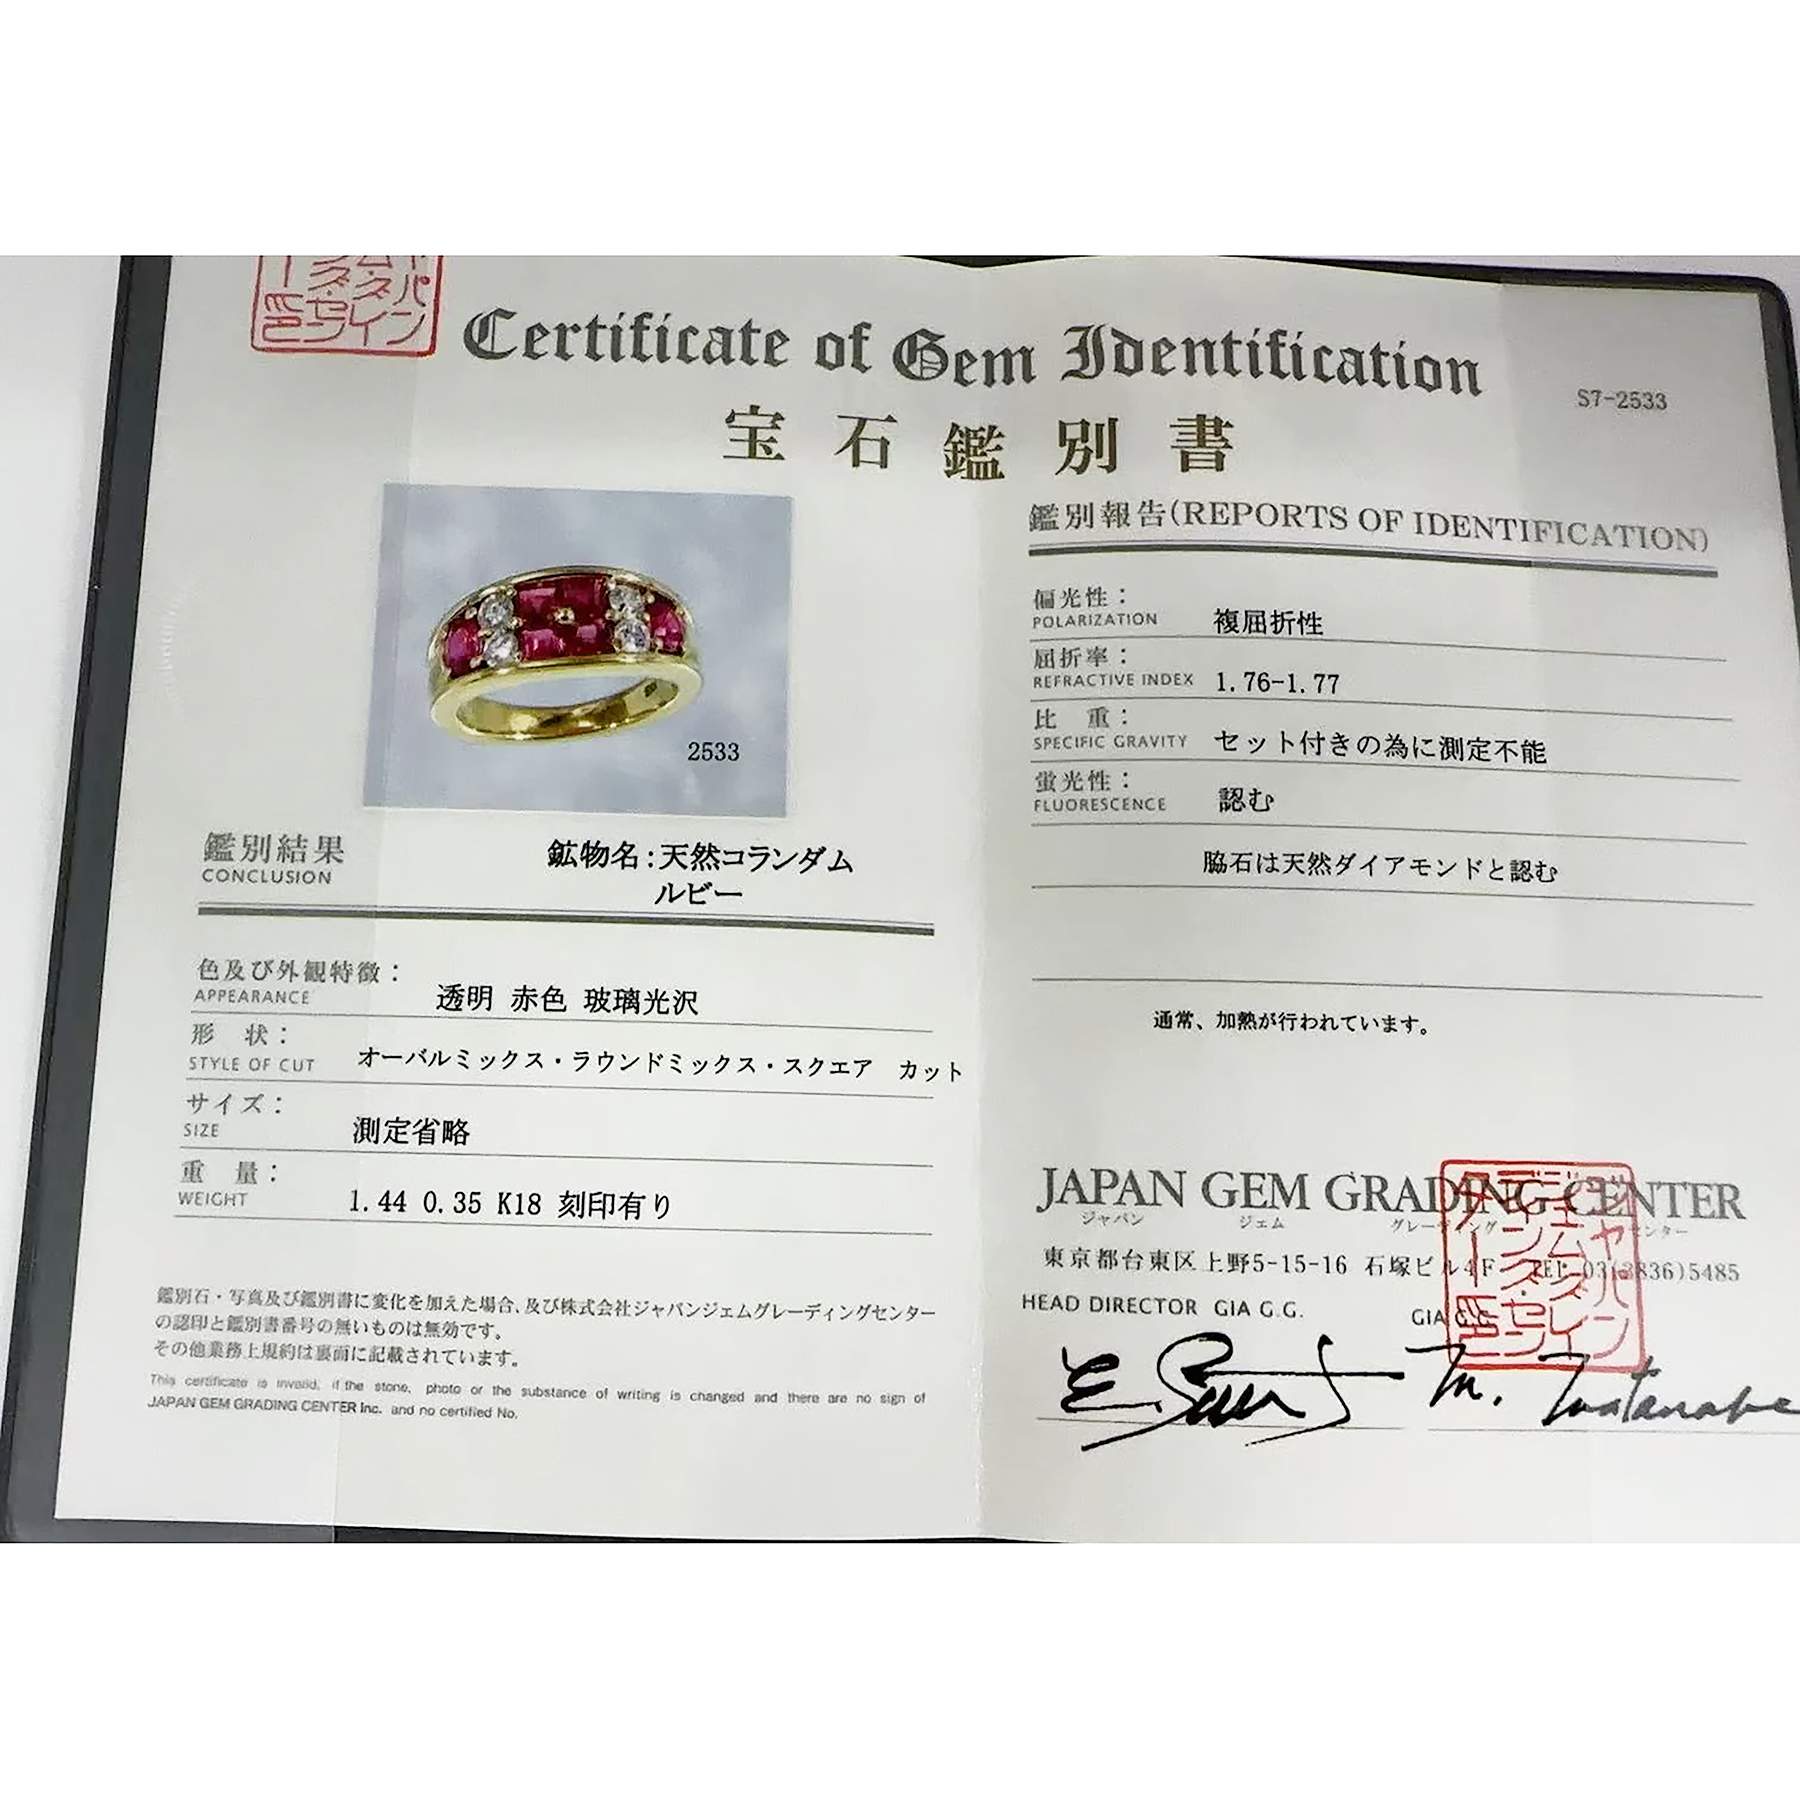 Certificate of Gem Identification
S7-2533
宝石鑑別書
2533
鑑別結果
CONCLUSION
鉱物名:天然コランダム
ルビー
色及び外観特徴:
APPEARANCE
透明 赤色 玻璃光沢
形 状:
STYLE OF CUT
オーバルミックス・ラウンドミックス・スクエア カット
サイズ:
SIZE
測定省略
重 量:
WEIGHT
1.44 0.35 K18 刻印有り
鑑別石・写真及び鑑別書に変化を加えた場合、及び株式会社ジャパンジェムグレーディングセンター
の認印と鑑別書番号の無いものは無効です。
その他業務上規約は裏面に記載されています。
This certificate is invalid, if the stone, photo or the substance of writing is changed and there are no sign of
JAPAN GEM GRADING CENTER Inc. and no certified No.
鑑別報告(REPORTS OF IDENTIFICATION)
偏光性:
POLARIZATION
複屈折性
屈折率:
REFRACTIVE INDEX
1.76-1.77
比 重:
SPECIFIC GRAVITY
セット付きの為に測定不能
蛍光性:
FLUORESCENCE
認む
脇石は天然ダイアモンドと認む
通常、加熱が行われています。
JAPAN GEM GRADING CENTER
ジャパン ジェム グレーディング センター
東京都台東区上野5-15-16 石塚ビル4F TEL 03(3836)5485
HEAD DIRECTOR GIA G.G.
GIA G.G.
M. Watanabe